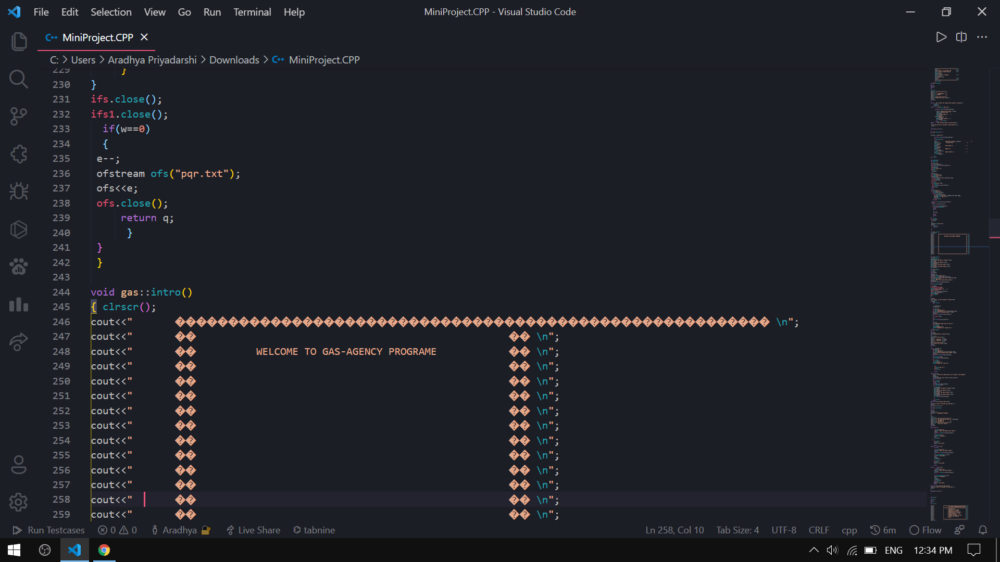 File Edit Selection View Go Run Terminal Help
MiniProject.CPP - Visual Studio Code
C++ MiniProject.CPP
C: > Users > Aradhya Priyadarshi > Downloads > C++ MiniProject.CPP
229 }
230 }
231 ifs.close();
232 ifs1.close();
233 if(w==0)
234 {
235 e--;
236 ofstream ofs("pqr.txt");
237 ofs<<e;
238 ofs.close();
239 return q;
240 }
241 }
242 }
243
244 void gas::intro()
245 { clrscr();
246 cout<<" �������������������������������������������������������� \n";
247 cout<<" �� �� \n";
248 cout<<" �� WELCOME TO GAS-AGENCY PROGRAME �� \n";
249 cout<<" �� �� \n";
250 cout<<" �� �� \n";
251 cout<<" �� �� \n";
252 cout<<" �� �� \n";
253 cout<<" �� �� \n";
254 cout<<" �� �� \n";
255 cout<<" �� �� \n";
256 cout<<" �� �� \n";
257 cout<<" �� �� \n";
258 cout<<" �� �� \n";
259 cout<<" �� �� \n";
Run Testcases 0 0 Aradhya Live Share tabnine Ln 258, Col 10 Tab Size: 4 UTF-8 CRLF cpp 6m Flow
ENG 12:34 PM